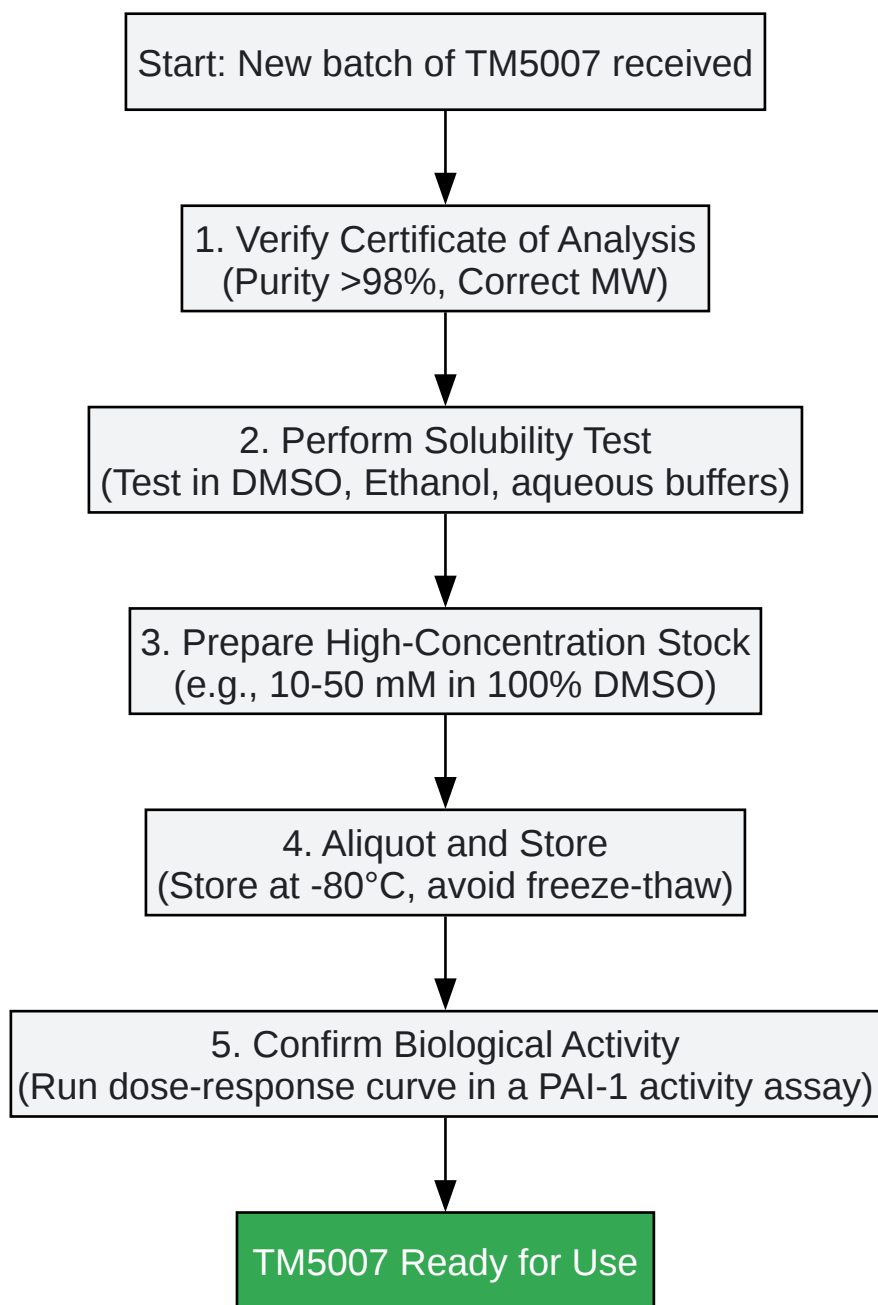 Start: New batch of TM5007 received
1. Verify Certificate of Analysis
(Purity >98%, Correct MW)
2. Perform Solubility Test
(Test in DMSO, Ethanol, aqueous buffers)
3. Prepare High-Concentration Stock
(e.g., 10-50 mM in 100% DMSO)
4. Aliquot and Store
(Store at -80°C, avoid freeze-thaw)
5. Confirm Biological Activity
(Run dose-response curve in a PAI-1 activity assay)
TM5007 Ready for Use